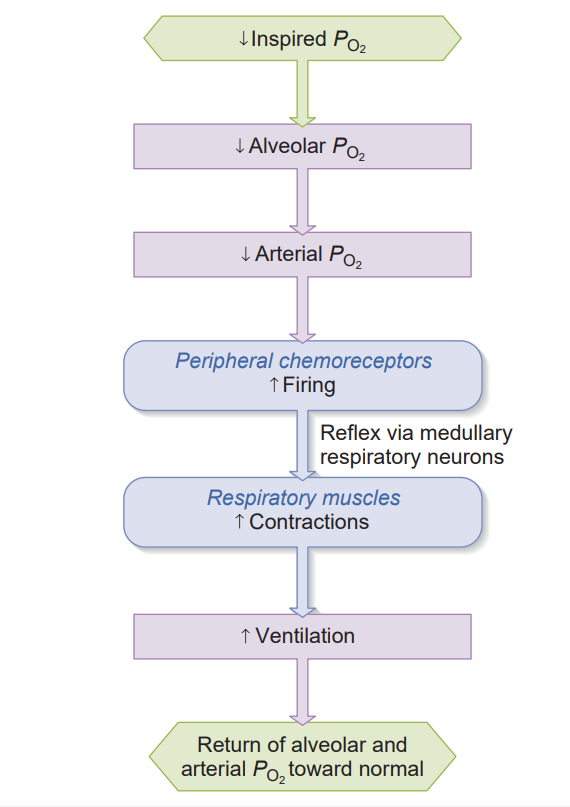 ↓Inspired PO₂
↓Alveolar PO₂
↓Arterial PO₂
Peripheral chemoreceptors
↑Firing
Reflex via medullary
respiratory neurons
Respiratory muscles
↑Contractions
↑Ventilation
Return of alveolar and
arterial PO₂ toward normal